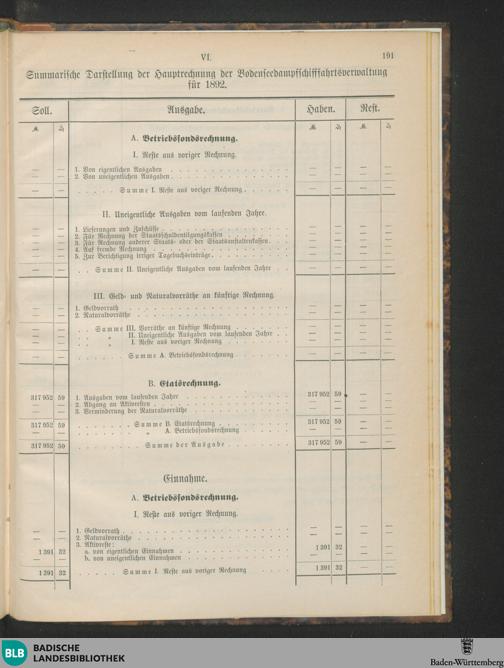 VI.
191
Summarische Darstellung der Hauptrechnung der Bodenseedampfschifffahrtsverwaltung
für 1892.
Soll. Ausgabe. Haben. Rest.
ℳ ₰ ℳ ₰ ℳ ₰
A. Betriebsfondsrechnung.
I. Reste aus voriger Rechnung.
— — 1. Von eigentlichen Ausgaben — — — —
— — 2. Von uneigentlichen Ausgaben — — — —
— — Summe I. Reste aus voriger Rechnung — — — —
II. Uneigentliche Ausgaben vom laufenden Jahre.
— — 1. Lieferungen und Zuschüsse — — — —
— — 2. Für Rechnung der Staatsschuldentilgungskassen — — — —
— — 3. Für Rechnung anderer Staats- oder der Staatsanstaltenkassen — — — —
— — 4. Auf fremde Rechnung — — — —
— — 5. Zur Berichtigung irriger Tagebuchseinträge — — — —
— — Summe II. Uneigentliche Ausgaben vom laufenden Jahre — — — —
III. Geld- und Naturalvorräthe an künftige Rechnung.
— — 1. Geldvorrath — — — —
— — 2. Naturalvorräthe — — — —
— — Summe III. Vorräthe an künftige Rechnung — — — —
— — " II. Uneigentliche Ausgaben vom laufenden Jahre — — — —
— — " I. Reste aus voriger Rechnung — — — —
— — Summe A. Betriebsfondsrechnung — — — —
B. Etatsrechnung.
317 952 59 1. Ausgaben vom laufenden Jahre 317 952 59 — —
— — 2. Abgang an Aktivresten — — — —
— — 3. Verminderung der Naturalvorräthe — — — —
317 952 59 Summe B. Etatsrechnung 317 952 59 — —
— — " A. Betriebsfondsrechnung — — — —
317 952 59 Summe der Ausgabe 317 952 59 — —
Einnahme.
A. Betriebsfondsrechnung.
I. Reste aus voriger Rechnung.
— — 1. Geldvorrath — — — —
— — 2. Naturalvorräthe — — — —
3. Aktivreste:
1 391 32 a. von eigentlichen Einnahmen 1 391 32 — —
— — b. von uneigentlichen Einnahmen — — — —
1 391 32 Summe I. Reste aus voriger Rechnung 1 391 32 — —
BLB BADISCHE
LANDESBIBLIOTHEK
Baden-Württemberg